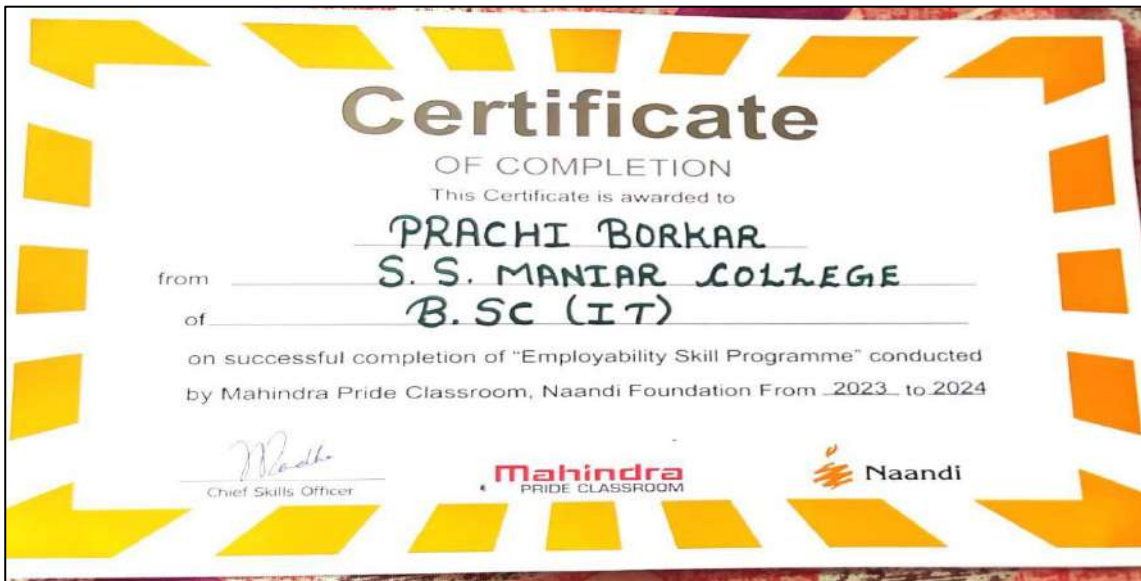 Certificate
OF COMPLETION
This Certificate is awarded to
PRACHI BORKAR
from S. S. MANIAR COLLEGE
of B. SC (IT)
on successful completion of "Employability Skill Programme" conducted
by Mahindra Pride Classroom, Naandi Foundation From 2023 to 2024
Chief Skills Officer
Mahindra
PRIDE CLASSROOM
Naandi